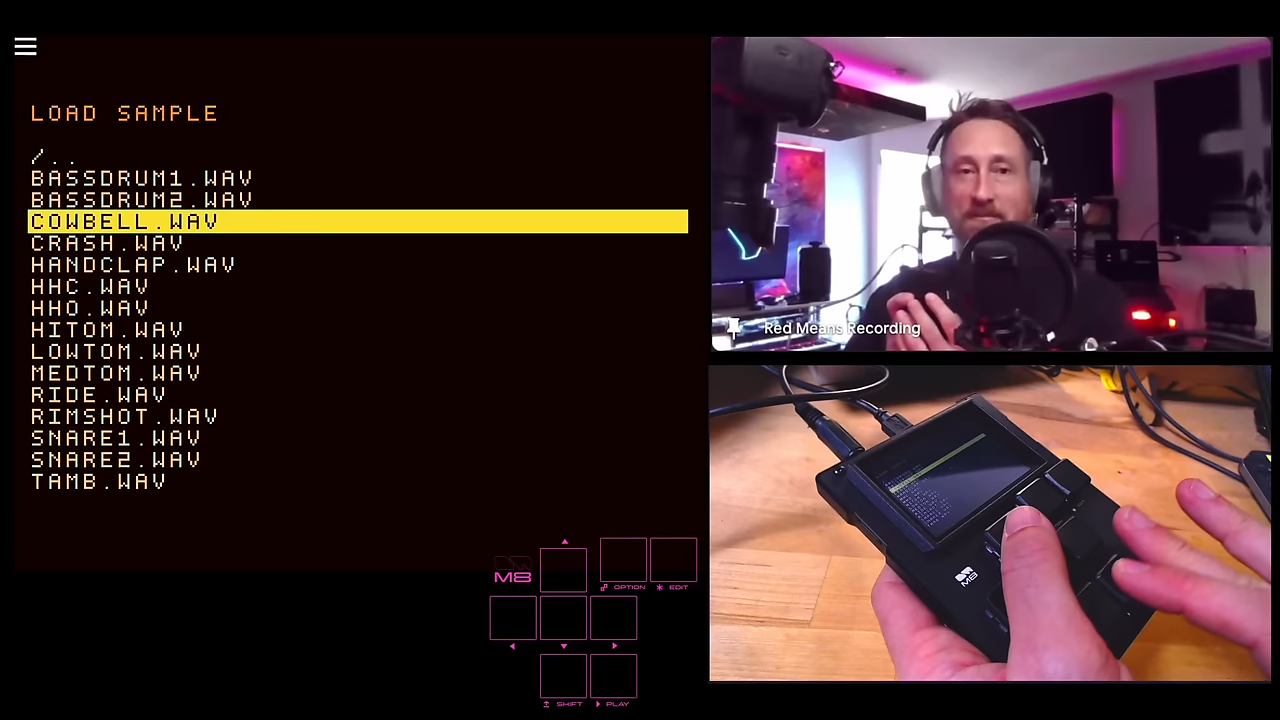 LOAD SAMPLE
/..
BASSDRUM1.WAV
BASSDRUM2.WAV
COWBELL.WAV
CRASH.WAV
HANDCLAP.WAV
HHC.WAV
HHO.WAV
HITOM.WAV
LOWTOM.WAV
MEDTOM.WAV
RIDE.WAV
RIMSHOT.WAV
SNARE1.WAV
SNARE2.WAV
TAMB.WAV
M8
OPTION
EDIT
SHIFT
PLAY
Red Means Recording
M8